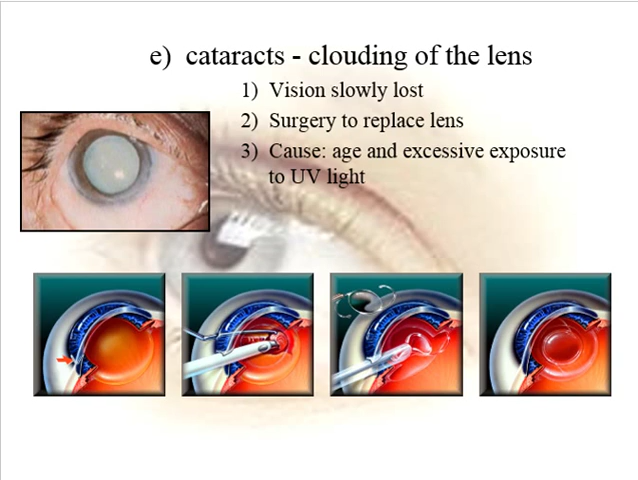 e) cataracts - clouding of the lens
1) Vision slowly lost
2) Surgery to replace lens
3) Cause: age and excessive exposure
to UV light